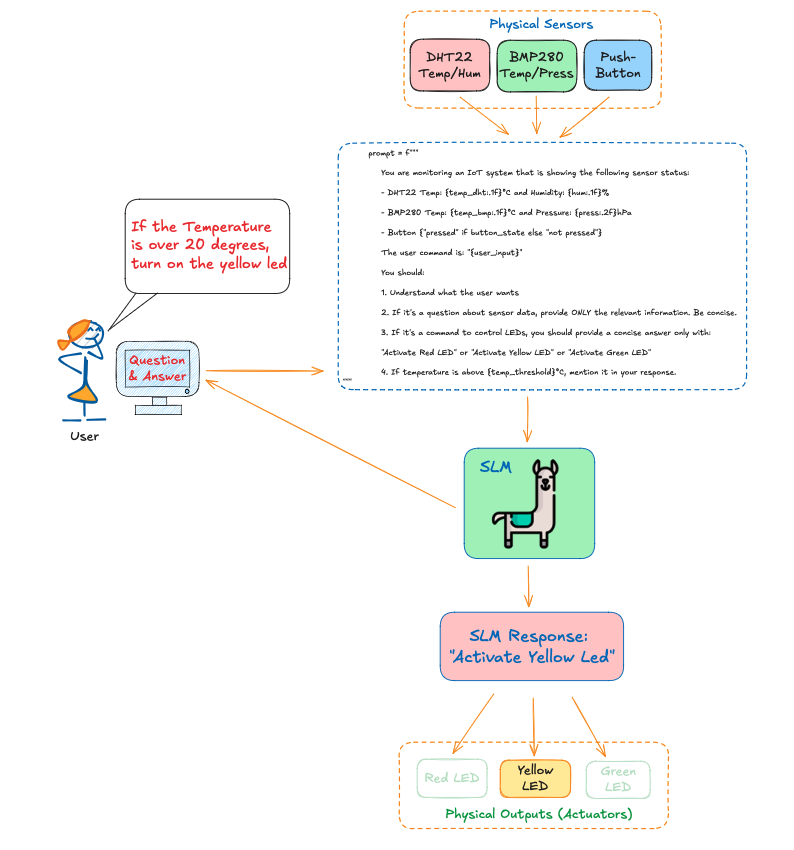 Physical Sensors
DHT22
Temp/Hum
BMP280
Temp/Press
Push-
Button
prompt = f"""
You are monitoring an IoT system that is showing the following sensor status:
- DHT22 Temp: {temp_dht:.1f}°C and Humidity: {hum:.1f}%
- BMP280 Temp: {temp_bmp:.1f}°C and Pressure: {press:.2f}hPa
- Button {"pressed" if button_state else "not pressed"}
The user command is: "{user_input}"
You should:
1. Understand what the user wants
2. If it's a question about sensor data, provide ONLY the relevant information. Be concise.
3. If it's a command to control LEDs, you should provide a concise answer only with:
"Activate Red LED" or "Activate Yellow LED" or "Activate Green LED"
4. If temperature is above {temp_threshold}°C, mention it in your response.
"""
If the Temperature
is over 20 degrees,
turn on the yellow led
Question
& Answer
User
SLM
SLM Response:
"Activate Yellow Led"
Red LED
Yellow
LED
Green
LED
Physical Outputs (Actuators)